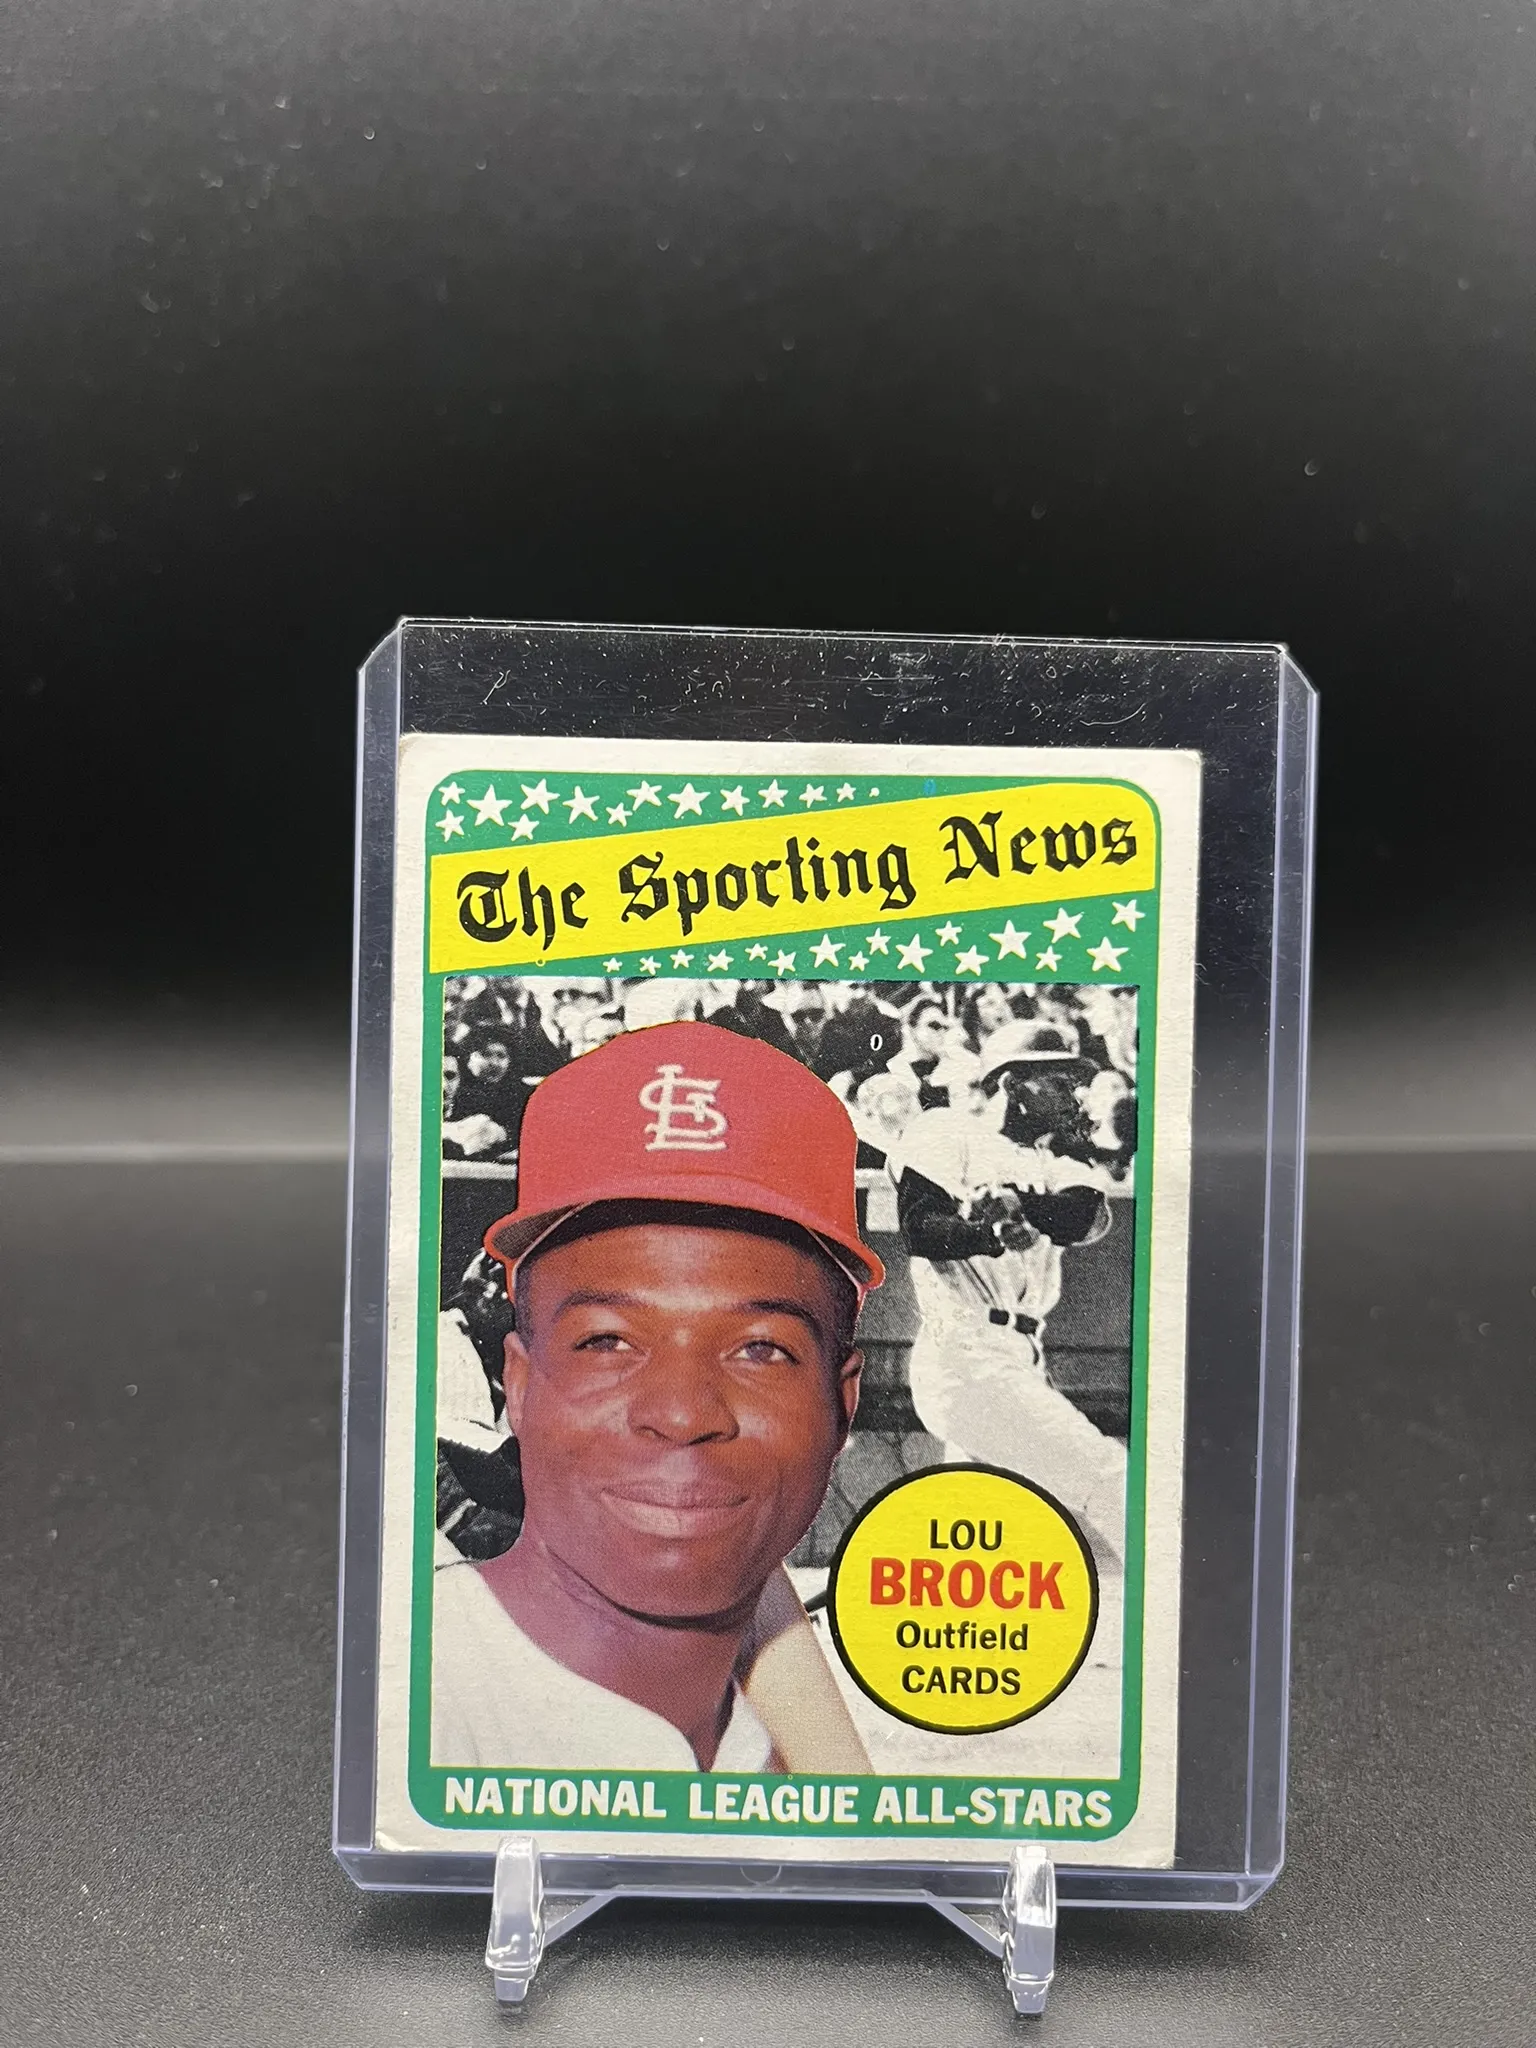 The Sporting News
STL
LOU
BROCK
Outfield
CARDS
NATIONAL LEAGUE ALL-STARS